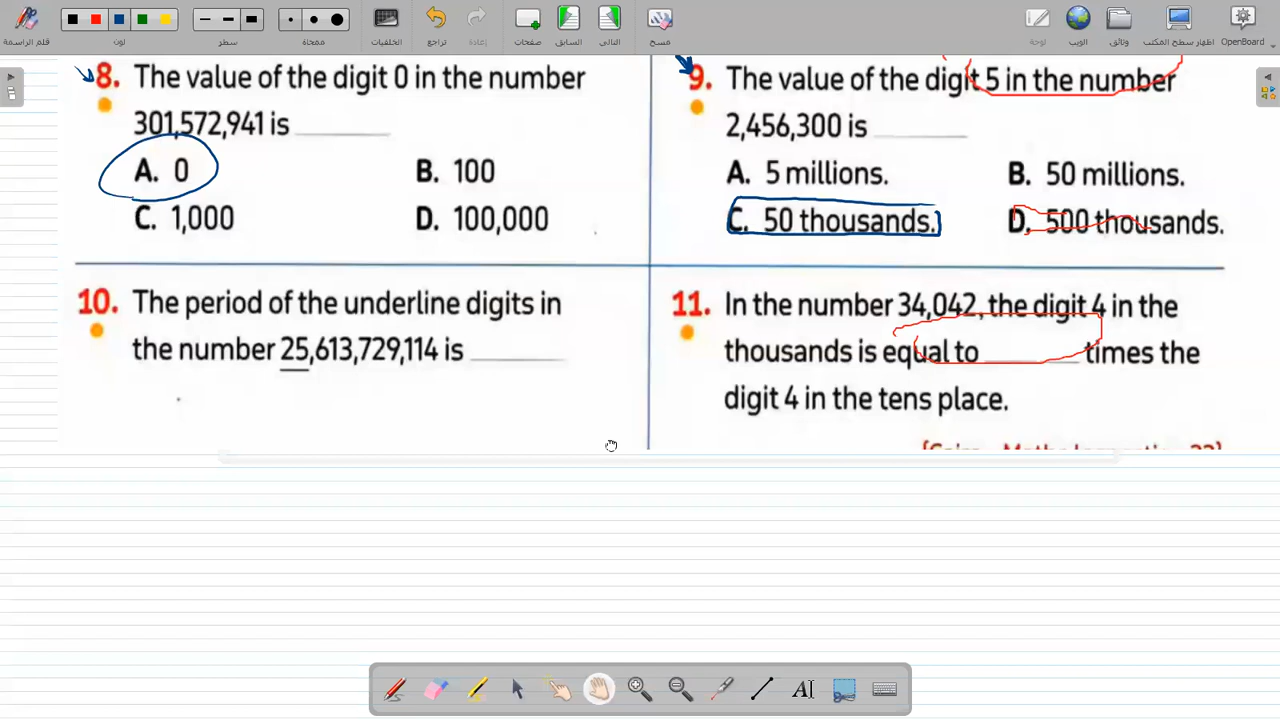 قلم الراسمة
لون
سطر
ممحاة
الخلفيات
تراجع
إعادة
صفحات
السابق
التالي
مسح
لوحة
الويب
وثائق
اظهار سطح المكتب
OpenBoard
8. The value of the digit 0 in the number
301,572,941 is
A. 0
B. 100
C. 1,000
D. 100,000
9. The value of the digit 5 in the number
2,456,300 is
A. 5 millions.
B. 50 millions.
C. 50 thousands.
D. 500 thousands.
10. The period of the underline digits in
the number 25,613,729,114 is
11. In the number 34,042, the digit 4 in the
thousands is equal to times the
digit 4 in the tens place.